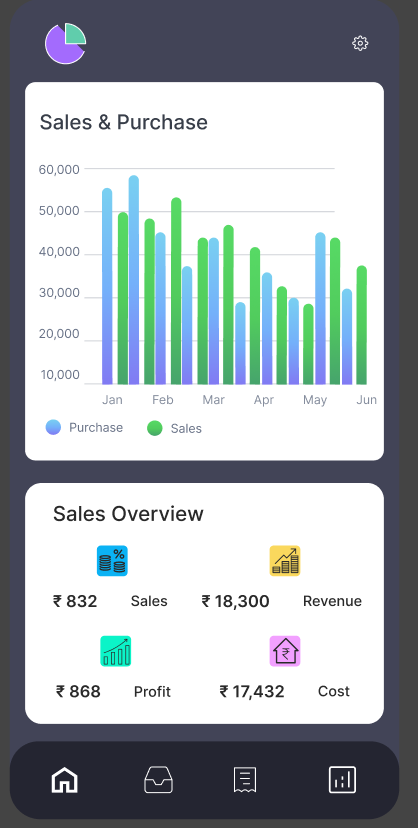 Sales & Purchase
60,000
50,000
40,000
30,000
20,000
10,000
Jan Feb Mar Apr May Jun
Purchase Sales
Sales Overview
%
₹ 832 Sales ₹ 18,300 Revenue
₹
₹ 868 Profit ₹ 17,432 Cost